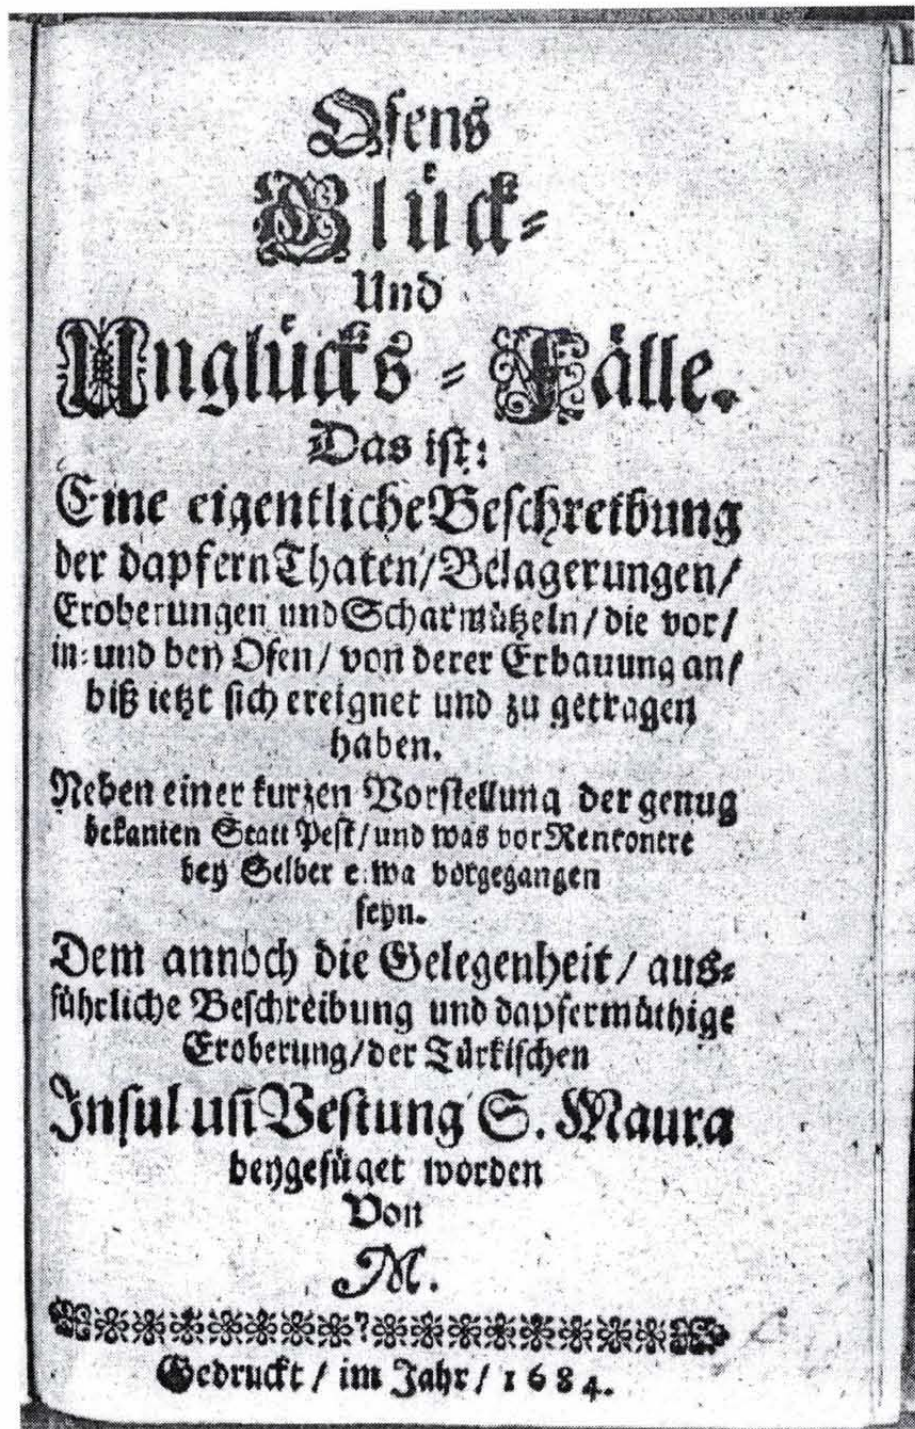 Ofens
Glück-
Und
Unglücks-Fälle.
Das ist:
Eine eigentliche Beschreibung
der dapfern Thaten/Belagerungen/
Eroberungen und Scharmützeln/die vor/
in: und bey Ofen/von derer Erbauung an/
biß ietzt sich ereignet und zu getragen
haben.
Neben einer kurzen Vorstellung der genug
bekanten Statt Pest/und was vor Rencontre
bey Selber etwa vorgegangen
seyn.
Dem annoch die Gelegenheit/aus-
führliche Beschreibung und dapfermüthige
Eroberung/der Türkischen
Insul uñ Vestung S. Maura
beygefüget worden
Von
M.
Gedruckt/im Jahr/1684.